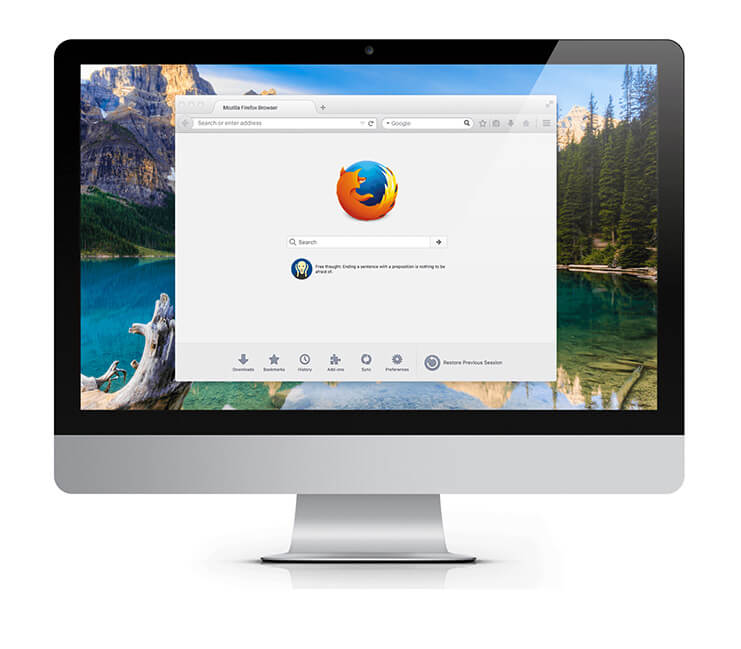 Mozilla Firefox Browser
Search or enter address
Google
Search
Free thought: Ending a sentence with a preposition is nothing to be
afraid of.
Downloads Bookmarks History Add-ons Sync Preferences Restore Previous Session